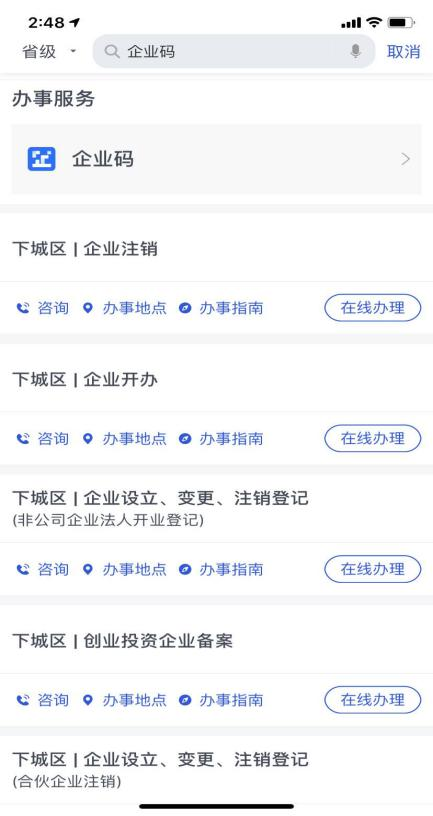 2:48
省级 企业码 取消
办事服务
企业码
下城区 | 企业注销
咨询 办事地点 办事指南 在线办理
下城区 | 企业开办
咨询 办事地点 办事指南 在线办理
下城区 | 企业设立、变更、注销登记
(非公司企业法人开业登记)
咨询 办事地点 办事指南 在线办理
下城区 | 创业投资企业备案
咨询 办事地点 办事指南 在线办理
下城区 | 企业设立、变更、注销登记
(合伙企业注销)